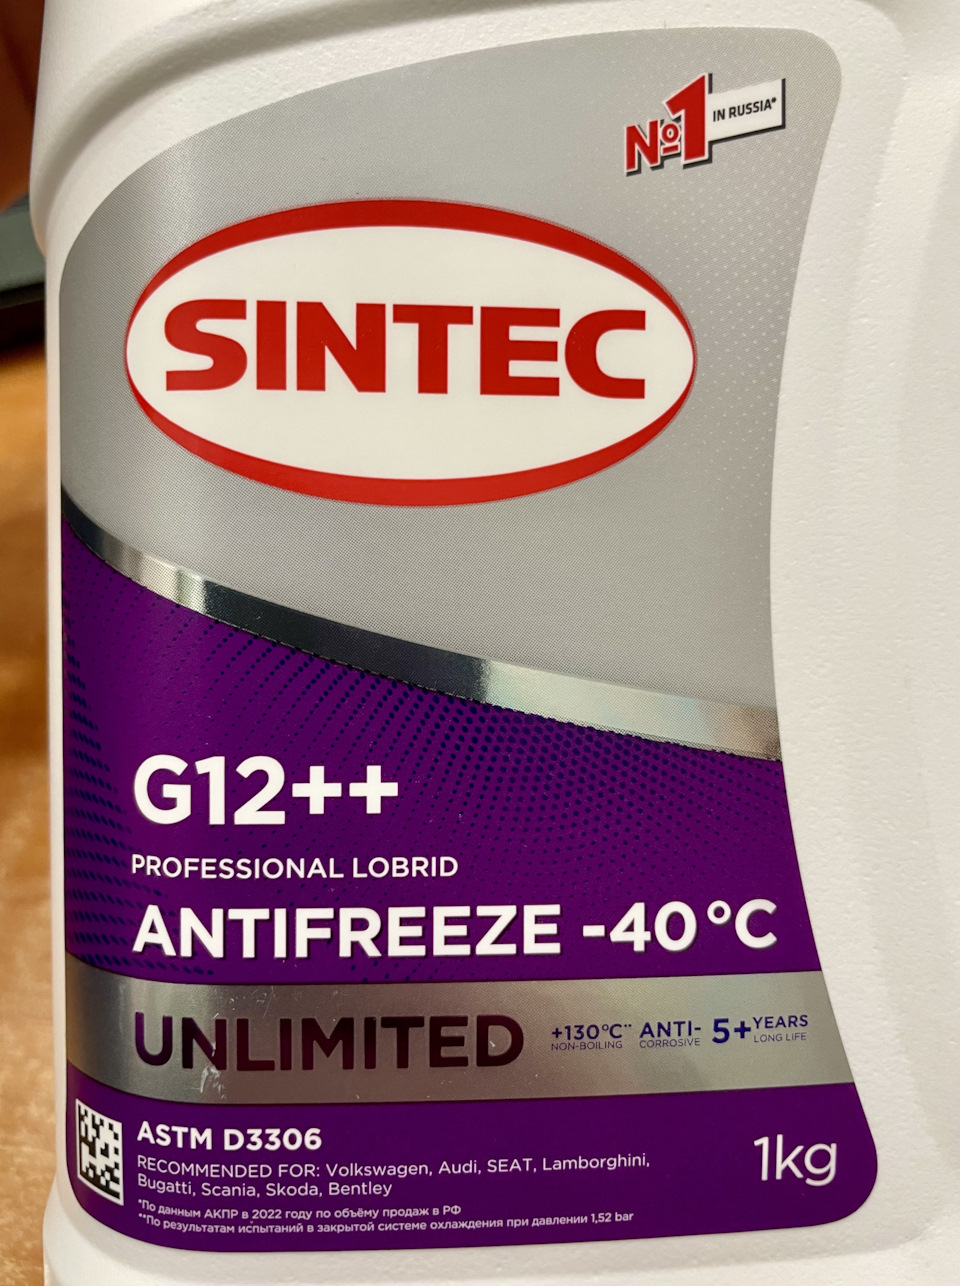 №1 IN RUSSIA*
SINTEC
G12++
PROFESSIONAL LOBRID
ANTIFREEZE -40°C
UNLIMITED
+130°C**
NON-BOILING
ANTI-
CORROSIVE
5+ YEARS
LONG LIFE
ASTM D3306
RECOMMENDED FOR: Volkswagen, Audi, SEAT, Lamborghini,
Bugatti, Scania, Skoda, Bentley
1kg
*По данным АКПР в 2022 году по объёму продаж в РФ
**По результатам испытаний в закрытой системе охлаждения при давлении 1,52 bar